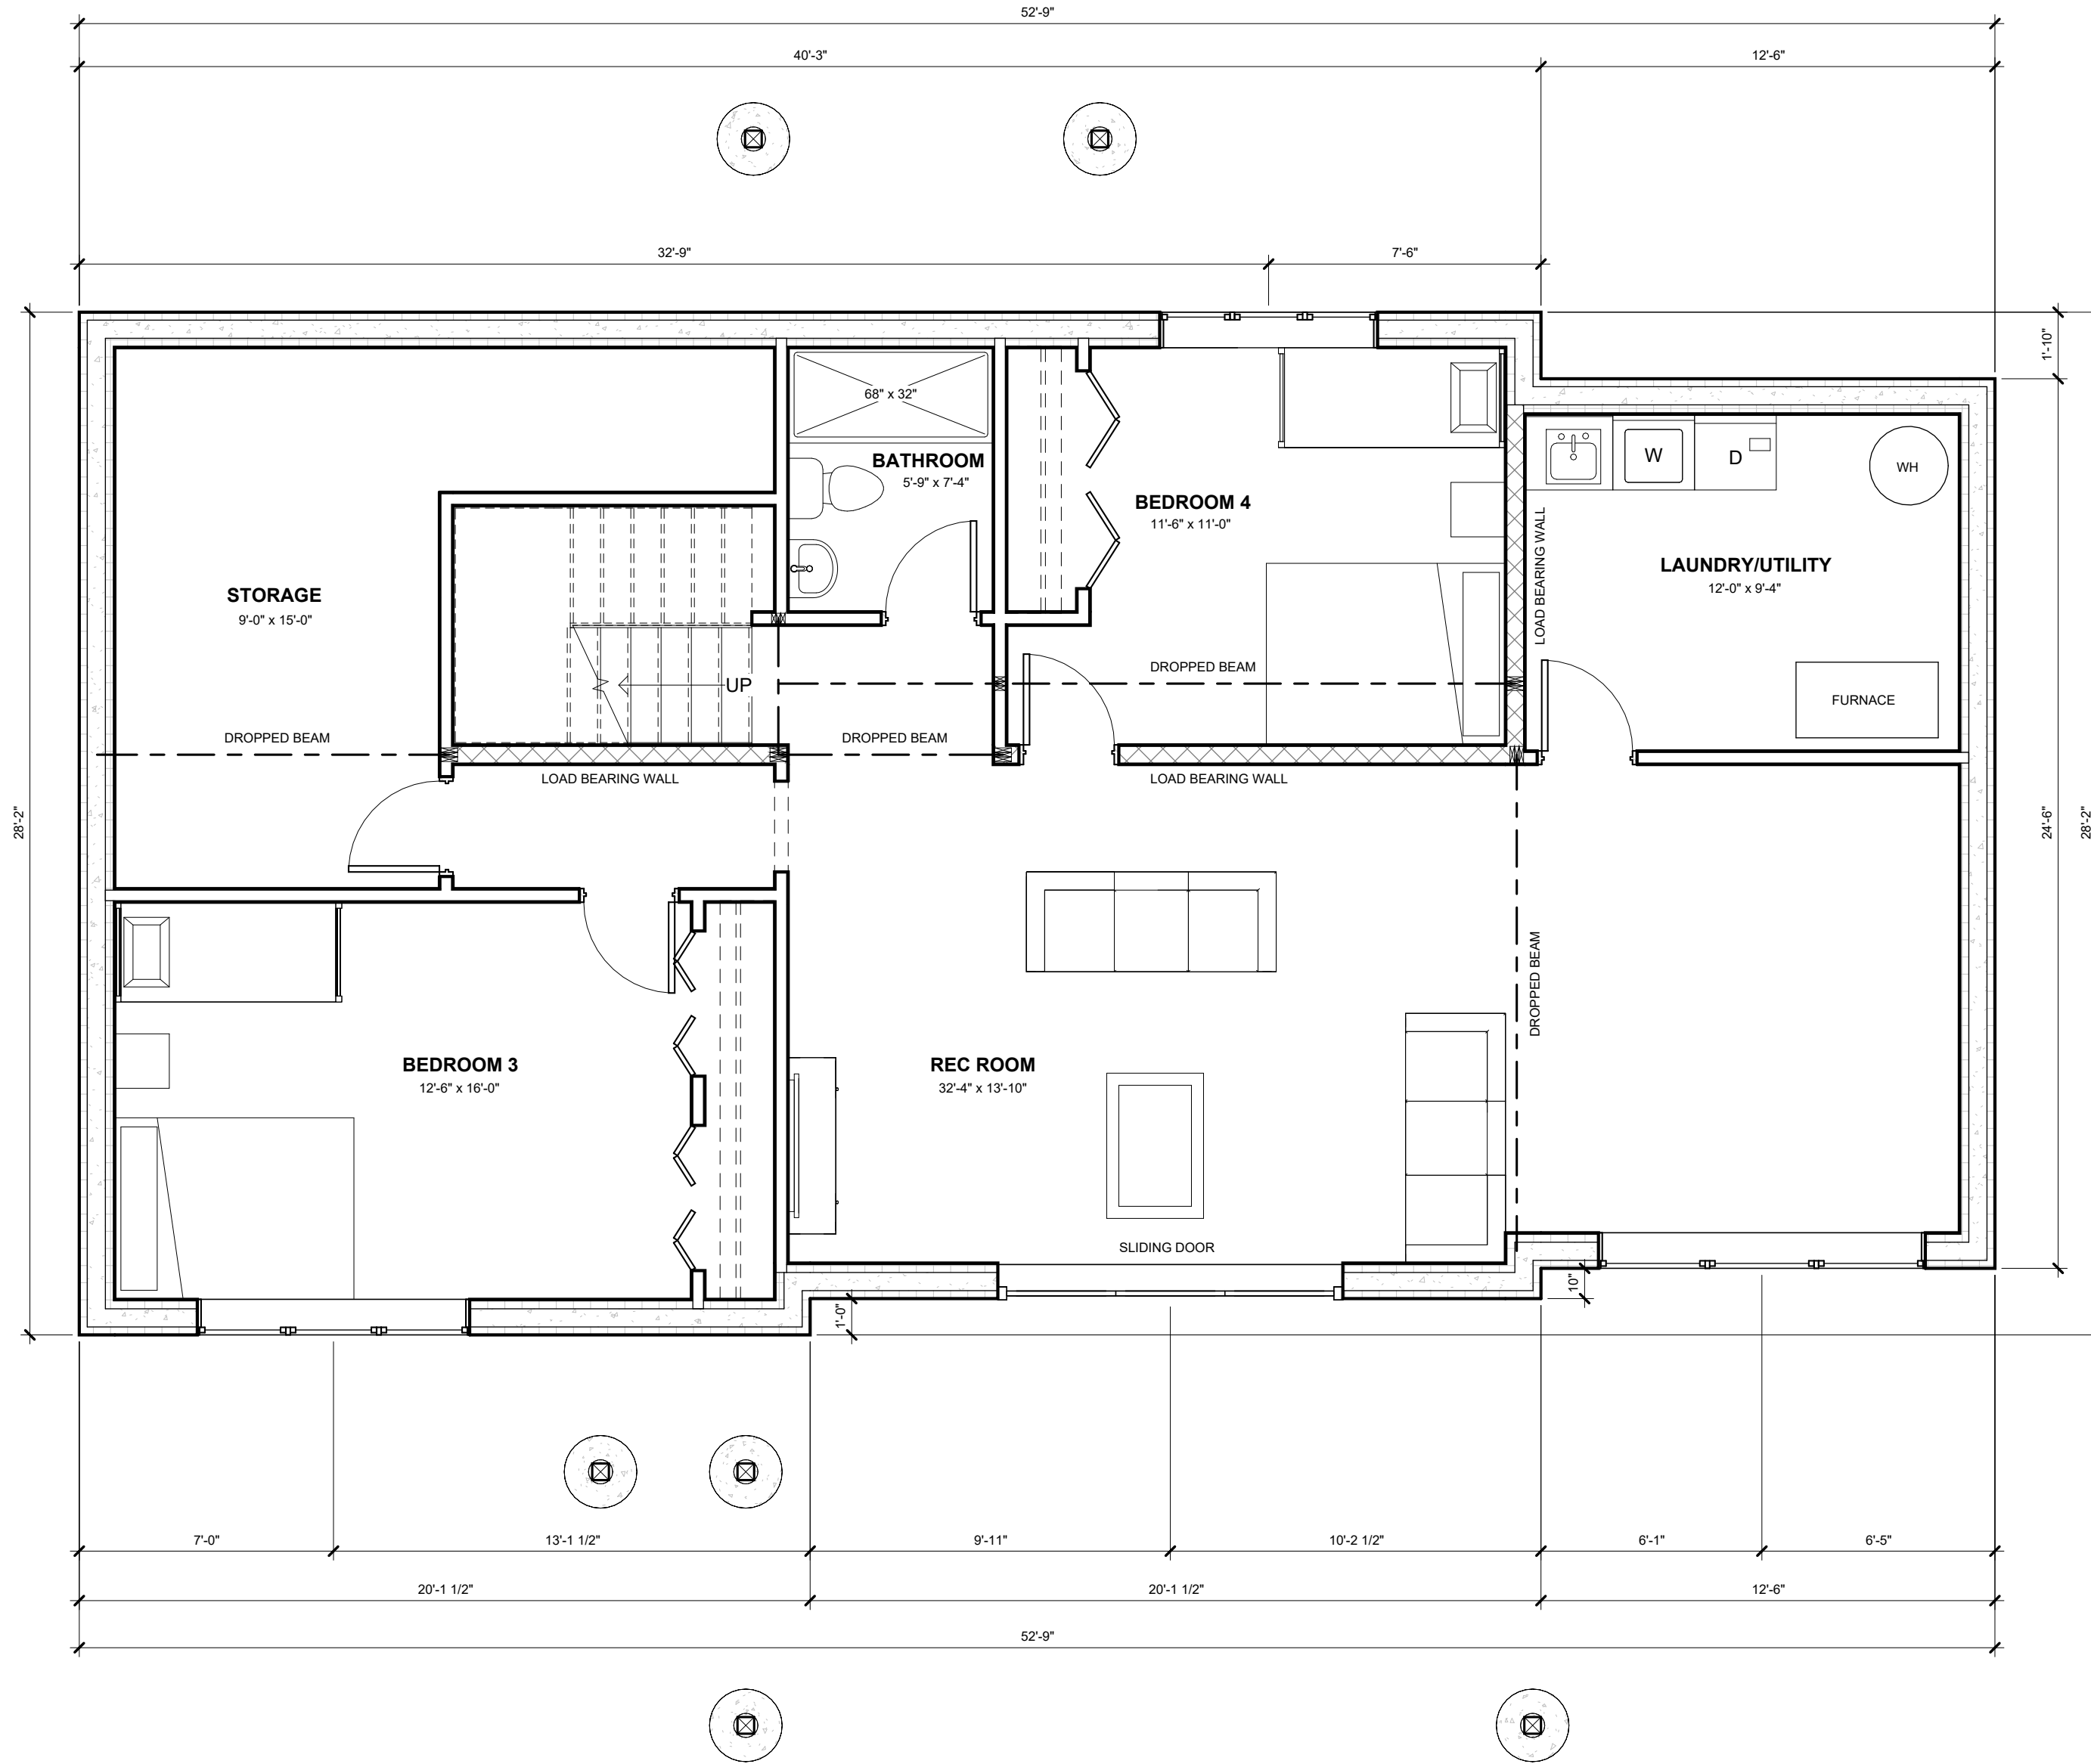 52'-9"
40'-3"
12'-6"
32'-9"
7'-6"
1'-10"
68" x 32"
BATHROOM
5'-9" x 7'-4"
W
D
WH
BEDROOM 4
11'-6" x 11'-0"
LOAD BEARING WALL
LAUNDRY/UTILITY
12'-0" x 9'-4"
STORAGE
9'-0" x 15'-0"
DROPPED BEAM
UP
FURNACE
DROPPED BEAM
DROPPED BEAM
LOAD BEARING WALL
LOAD BEARING WALL
28'-2"
24'-6"
28'-2"
DROPPED BEAM
BEDROOM 3
12'-6" x 16'-0"
REC ROOM
32'-4" x 13'-10"
SLIDING DOOR
10"
1'-0"
7'-0"
13'-1 1/2"
9'-11"
10'-2 1/2"
6'-1"
6'-5"
20'-1 1/2"
20'-1 1/2"
12'-6"
52'-9"